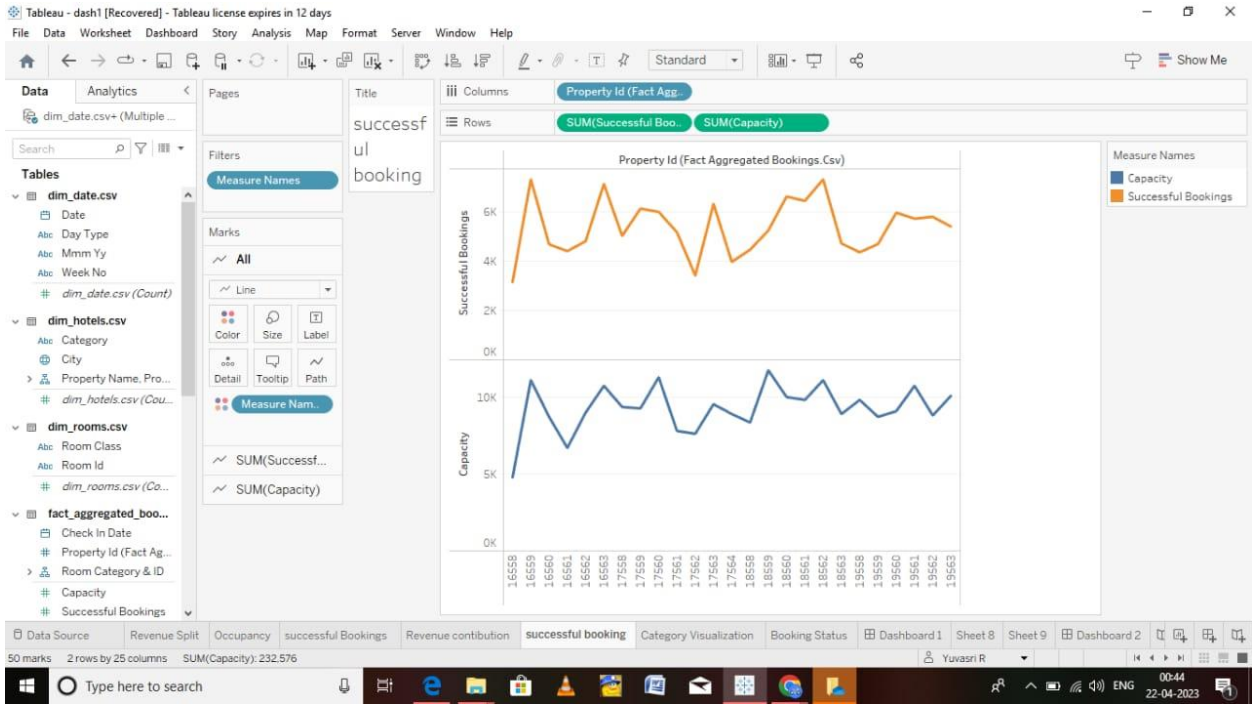 Tableau - dash1 [Recovered] - Tableau license expires in 12 days
File Data Worksheet Dashboard Story Analysis Map Format Server Window Help
Standard
Show Me
Data Analytics
dim_date.csv+ (Multiple ...
Search
Tables
dim_date.csv
Date
Abc Day Type
Abc Mmm Yy
Abc Week No
# dim_date.csv (Count)
dim_hotels.csv
Abc Category
City
Property Name, Pro...
# dim_hotels.csv (Cou...
dim_rooms.csv
Abc Room Class
Abc Room Id
# dim_rooms.csv (Co...
fact_aggregated_boo...
Check In Date
# Property Id (Fact Ag...
Room Category & ID
# Capacity
# Successful Bookings
Pages
Filters
Measure Names
Marks
All
Line
Color Size Label
Detail Tooltip Path
Measure Nam..
SUM(Successf...
SUM(Capacity)
Title
successf
ul
booking
Columns Property Id (Fact Agg..
Rows SUM(Successful Boo.. SUM(Capacity)
Property Id (Fact Aggregated Bookings.Csv)
Successful Bookings
6K
4K
2K
0K
Capacity
10K
5K
0K
16558
16559
16560
16561
16562
16563
17558
17559
17560
17561
17562
17563
17564
18558
18559
18560
18561
18562
18563
19558
19559
19560
19561
19562
19563
Measure Names
Capacity
Successful Bookings
Data Source Revenue Split Occupancy successful Bookings Revenue contibution successful booking Category Visualization Booking Status Dashboard 1 Sheet 8 Sheet 9 Dashboard 2
50 marks 2 rows by 25 columns SUM(Capacity): 232,576 Yuvasri R
Type here to search
ENG
00:44
22-04-2023
1